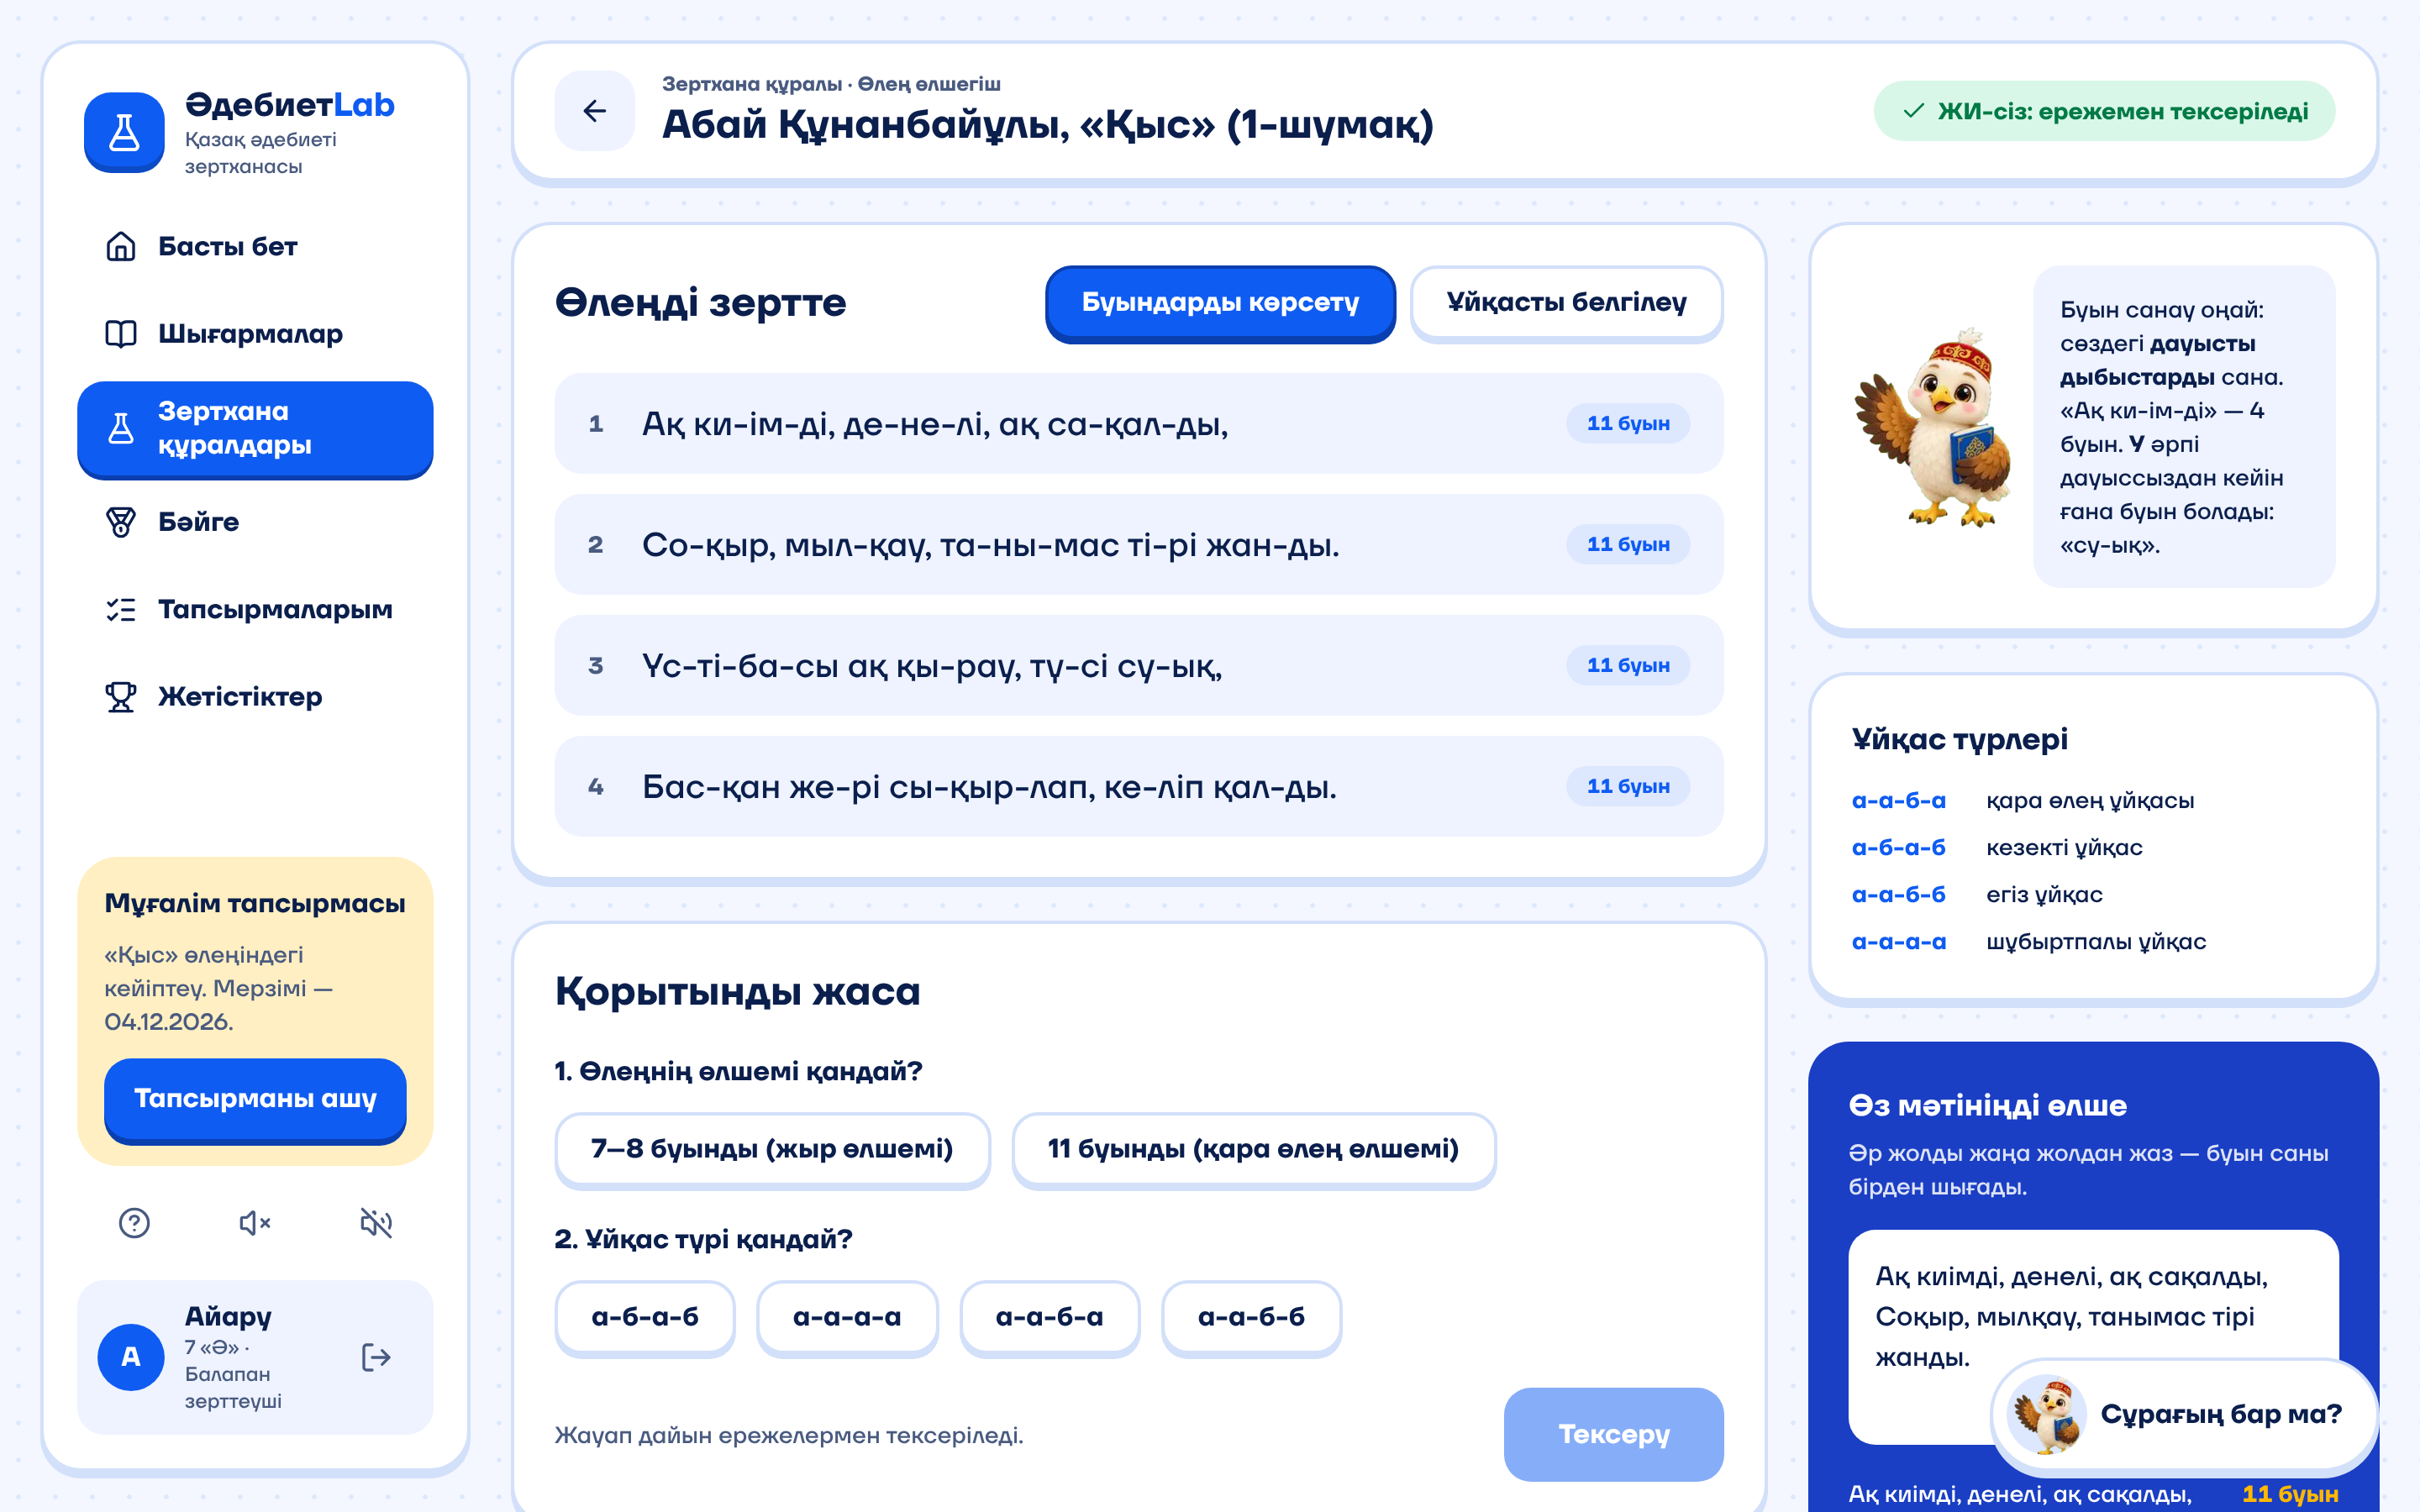 ӘдебиетLab
Қазақ әдебиеті
зертханасы
Басты бет
Шығармалар
Зертхана
құралдары
Бәйге
Тапсырмаларым
Жетістіктер
Мұғалім тапсырмасы
«Қыс» өлеңіндегі
кейіптеу. Мерзімі —
04.12.2026.
Тапсырманы ашу
А
Айару
7 «Ә» ·
Балапан
зерттеуші
Зертхана құралы · Өлең өлшегіш
Абай Құнанбайұлы, «Қыс» (1-шумақ)
ЖИ-сіз: ережемен тексеріледі
Өлеңді зертте
Буындарды көрсету
Ұйқасты белгілеу
1 Ақ ки-ім-ді, де-не-лі, ақ са-қал-ды, 11 буын
2 Со-қыр, мыл-қау, та-ны-мас ті-рі жан-ды. 11 буын
3 Үс-ті-ба-сы ақ қы-рау, тү-сі су-ық, 11 буын
4 Бас-қан же-рі сы-қыр-лап, ке-ліп қал-ды. 11 буын
Қорытынды жаса
1. Өлеңнің өлшемі қандай?
7–8 буынды (жыр өлшемі)
11 буынды (қара өлең өлшемі)
2. Ұйқас түрі қандай?
а-б-а-б
а-а-а-а
а-а-б-а
а-а-б-б
Жауап дайын ережелермен тексеріледі.
Тексеру
Буын санау оңай:
сөздегі дауысты
дыбыстарды сана.
«Ақ ки-ім-ді» — 4
буын. У әрпі
дауыссыздан кейін
ғана буын болады:
«су-ық».
Ұйқас түрлері
а-а-б-а қара өлең ұйқасы
а-б-а-б кезекті ұйқас
а-а-б-б егіз ұйқас
а-а-а-а шұбыртпалы ұйқас
Өз мәтініңді өлше
Әр жолды жаңа жолдан жаз — буын саны
бірден шығады.
Ақ киімді, денелі, ақ сақалды,
Соқыр, мылқау, танымас тірі
жанды.
Сұрағың бар ма?
Ақ киімді, денелі, ақ сақалды, 11 буын